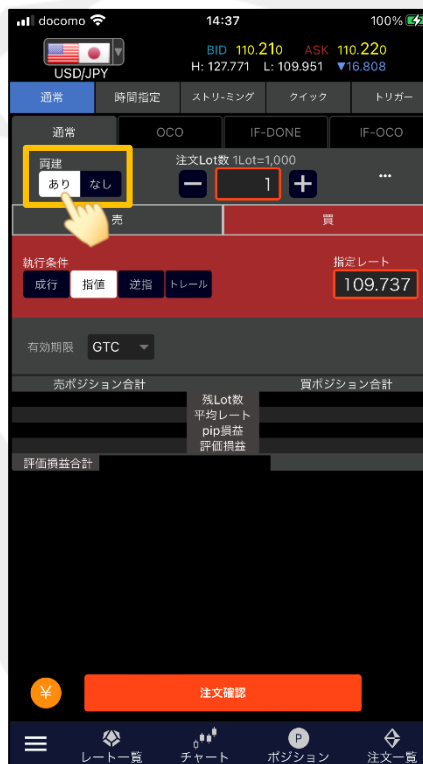 docomo 14:37 100%
USD/JPY BID 110.210 ASK 110.220
H: 127.771 L: 109.951 ▼16.808
通常 時間指定 ストリ-ミング クイック トリガー
通常 OCO IF-DONE IF-OCO
両建 注文Lot数 1Lot=1,000
あり なし 1 ...
売 買
執行条件 指定レート
成行 指値 逆指 トレール 109.737
有効期限 GTC
売ポジション合計 買ポジション合計
残Lot数
平均レート
pip損益
評価損益
評価損益合計
¥ 注文確認
P
レート一覧 チャート ポジション 注文一覧